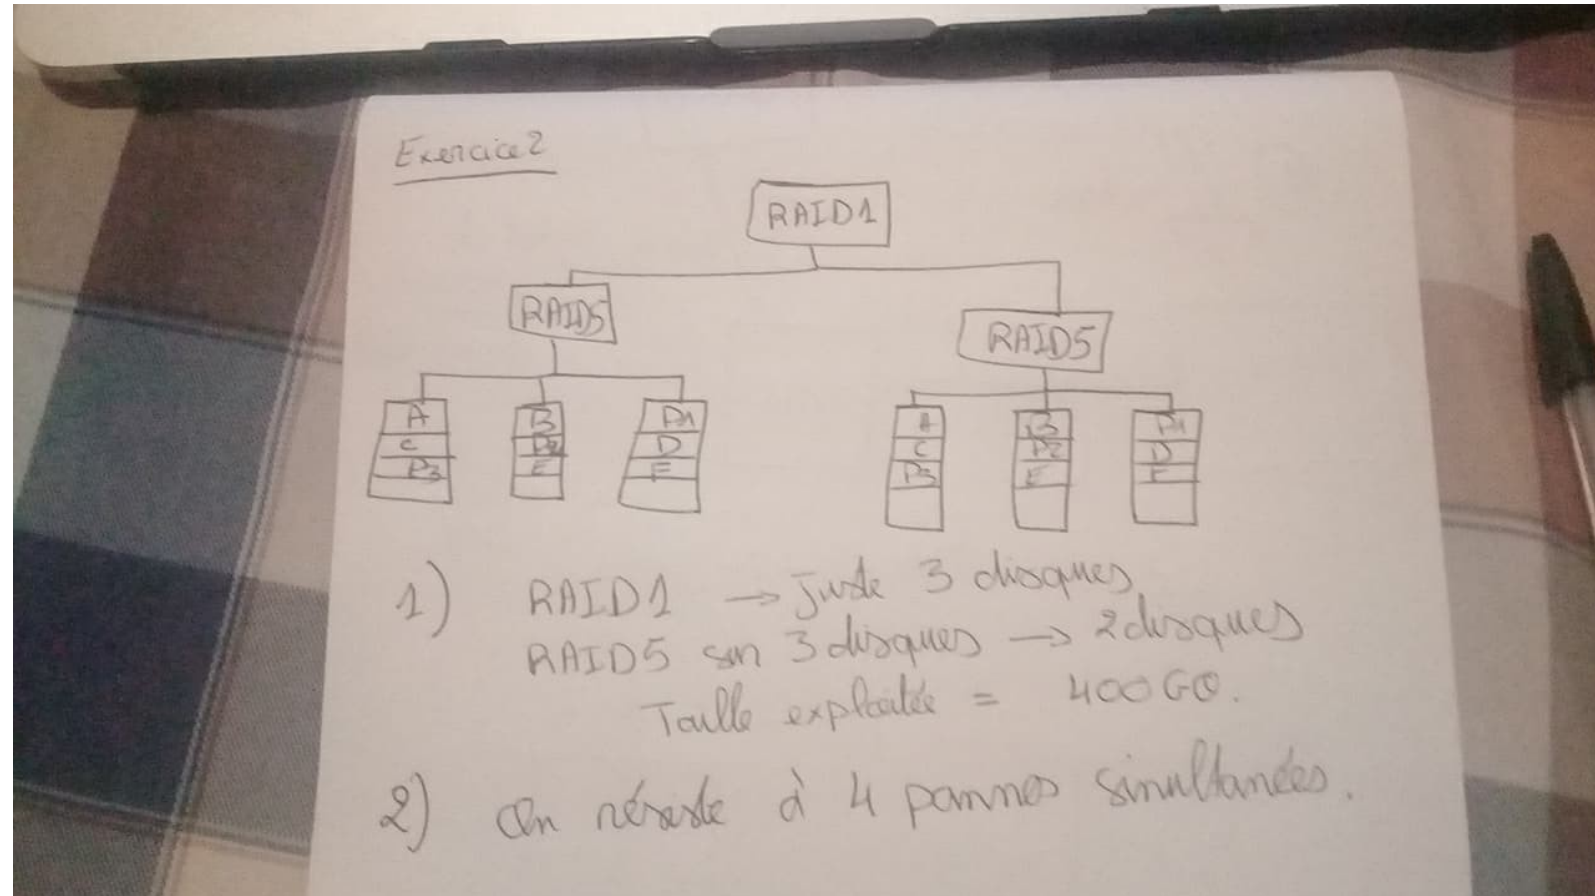 Exercice 2
RAID1
RAID5
RAID5
A
C
P3
B
P2
E
P1
D
F
A
C
P3
B
P2
E
P1
D
F
1) RAID1 → Juste 3 disques
RAID5 sur 3 disques → 2 disques
Taille exploitée = 400 GO.
2) On résiste à 4 pannes simultanées.